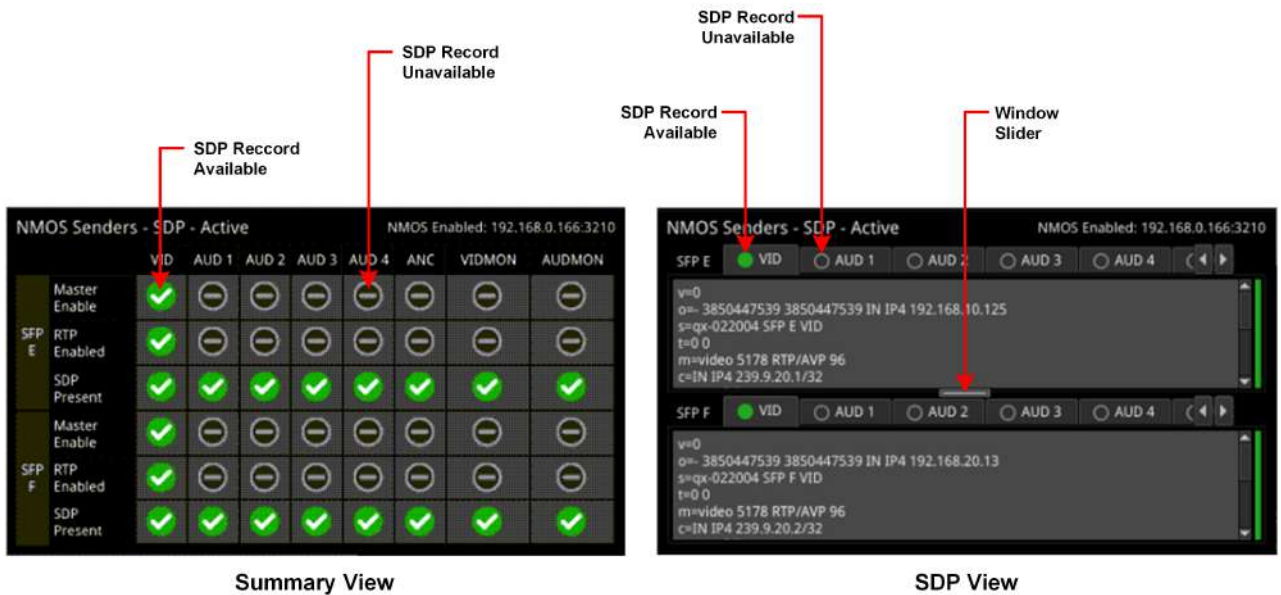 SDP Record
Unavailable
SDP Record
Unavailable
SDP Record
Available
Window
Slider
SDP Reccord
Available
NMOS Senders - SDP - Active NMOS Enabled: 192.168.0.166:3210
VID AUD 1 AUD 2 AUD 3 AUD 4 ANC VIDMON AUDMON
SFP E
Master Enable
RTP Enabled
SDP Present
SFP F
Master Enable
RTP Enabled
SDP Present
Summary View
NMOS Senders - SDP - Active NMOS Enabled: 192.168.0.166:3210
SFP E VID AUD 1 AUD 2 AUD 3 AUD 4
v=0
o=- 3850447539 3850447539 IN IP4 192.168.10.125
s=qx-022004 SFP E VID
t=0 0
m=video 5178 RTP/AVP 96
c=IN IP4 239.9.20.1/32
SFP F VID AUD 1 AUD 2 AUD 3 AUD 4
v=0
o=- 3850447539 3850447539 IN IP4 192.168.20.13
s=qx-022004 SFP F VID
t=0 0
m=video 5178 RTP/AVP 96
c=IN IP4 239.9.20.2/32
SDP View